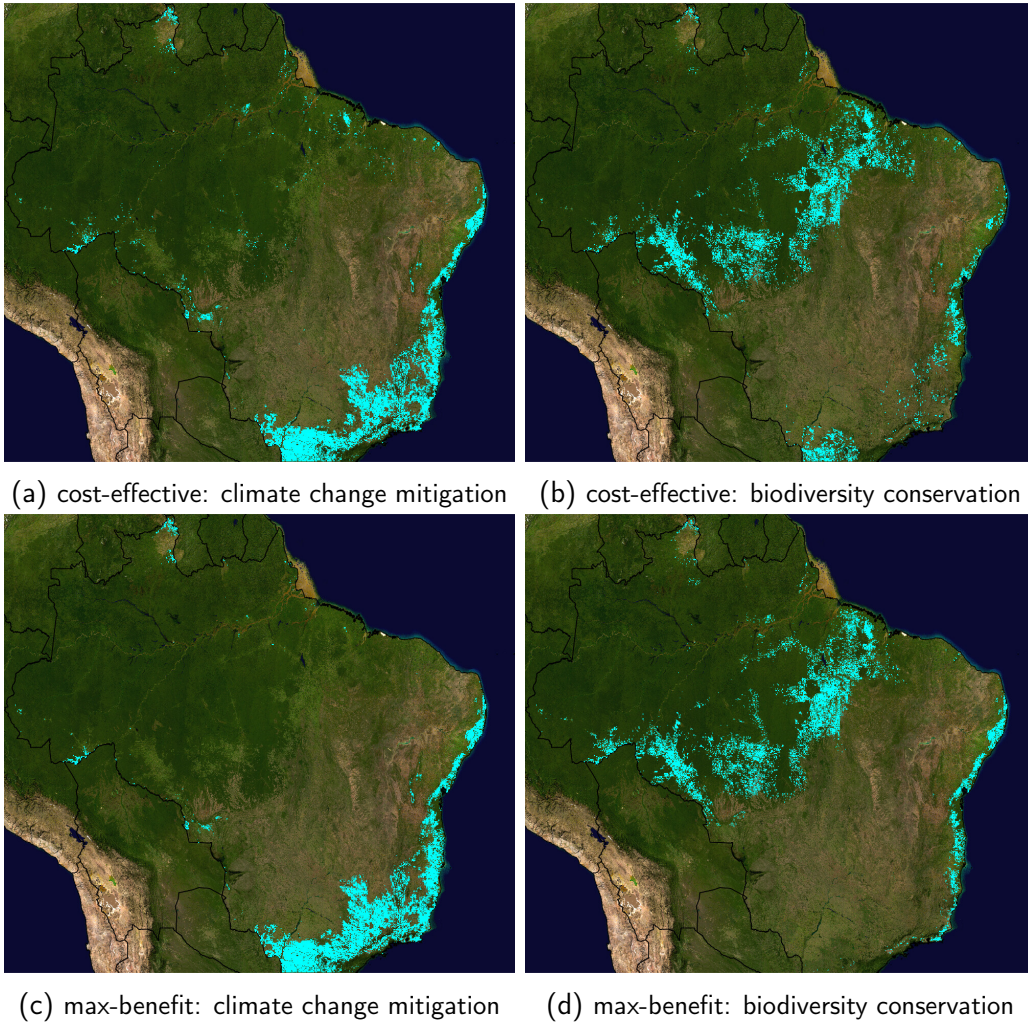 (a) cost-effective: climate change mitigation
(b) cost-effective: biodiversity conservation
(c) max-benefit: climate change mitigation
(d) max-benefit: biodiversity conservation